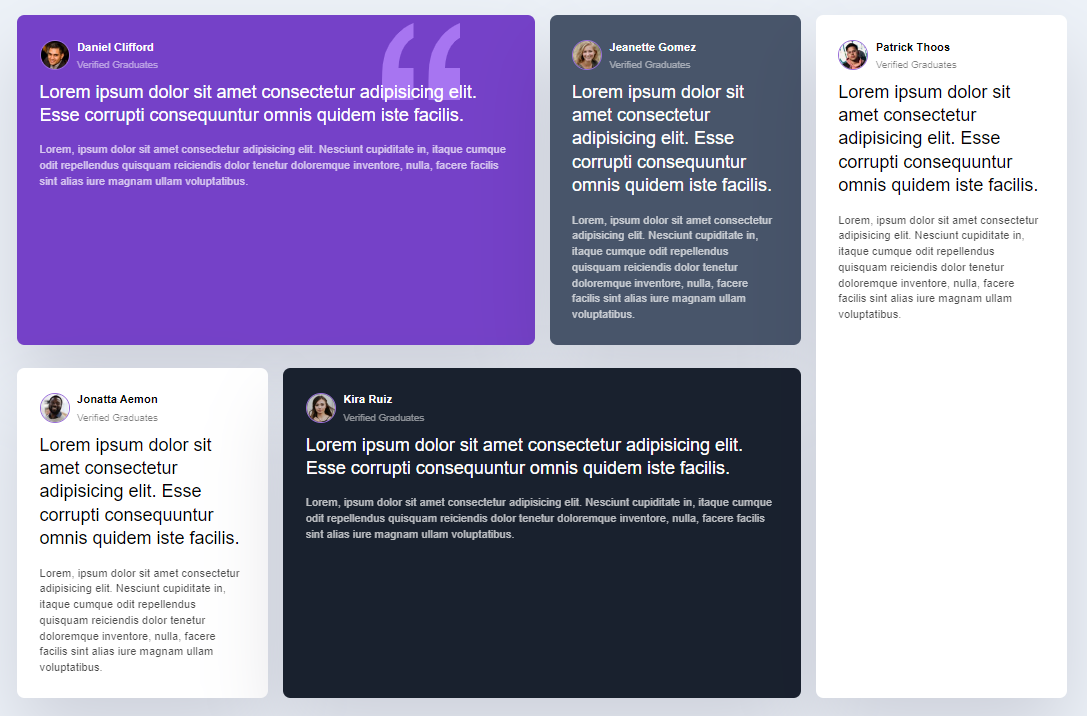 Daniel Clifford
Verified Graduates
Lorem ipsum dolor sit amet consectetur adipisicing elit.
Esse corrupti consequuntur omnis quidem iste facilis.
Lorem, ipsum dolor sit amet consectetur adipisicing elit. Nesciunt cupiditate in, itaque cumque
odit repellendus quisquam reiciendis dolor tenetur doloremque inventore, nulla, facere facilis
sint alias iure magnam ullam voluptatibus.
Jeanette Gomez
Verified Graduates
Lorem ipsum dolor sit
amet consectetur
adipisicing elit. Esse
corrupti consequuntur
omnis quidem iste facilis.
Lorem, ipsum dolor sit amet consectetur
adipisicing elit. Nesciunt cupiditate in,
itaque cumque odit repellendus
quisquam reiciendis dolor tenetur
doloremque inventore, nulla, facere
facilis sint alias iure magnam ullam
voluptatibus.
Patrick Thoos
Verified Graduates
Lorem ipsum dolor sit
amet consectetur
adipisicing elit. Esse
corrupti consequuntur
omnis quidem iste facilis.
Lorem, ipsum dolor sit amet consectetur
adipisicing elit. Nesciunt cupiditate in,
itaque cumque odit repellendus
quisquam reiciendis dolor tenetur
doloremque inventore, nulla, facere
facilis sint alias iure magnam ullam
voluptatibus.
Jonatta Aemon
Verified Graduates
Lorem ipsum dolor sit
amet consectetur
adipisicing elit. Esse
corrupti consequuntur
omnis quidem iste facilis.
Lorem, ipsum dolor sit amet consectetur
adipisicing elit. Nesciunt cupiditate in,
itaque cumque odit repellendus
quisquam reiciendis dolor tenetur
doloremque inventore, nulla, facere
facilis sint alias iure magnam ullam
voluptatibus.
Kira Ruiz
Verified Graduates
Lorem ipsum dolor sit amet consectetur adipisicing elit.
Esse corrupti consequuntur omnis quidem iste facilis.
Lorem, ipsum dolor sit amet consectetur adipisicing elit. Nesciunt cupiditate in, itaque cumque
odit repellendus quisquam reiciendis dolor tenetur doloremque inventore, nulla, facere facilis
sint alias iure magnam ullam voluptatibus.